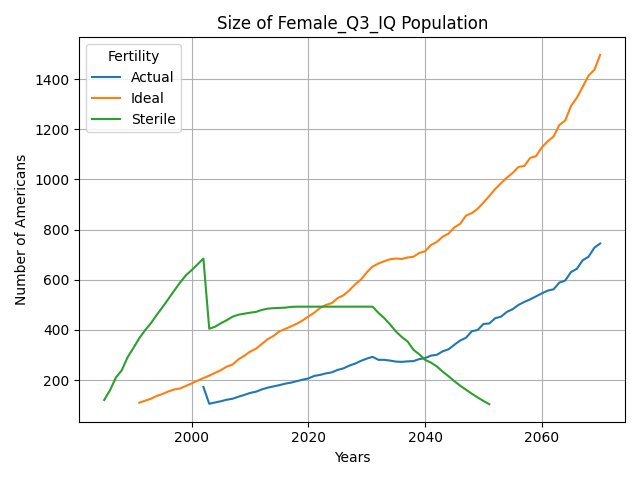 Size of Female_Q3_IQ Population
Fertility
Actual
Ideal
Sterile
Number of Americans
1400
1200
1000
800
600
400
200
2000
2020
2040
2060
Years